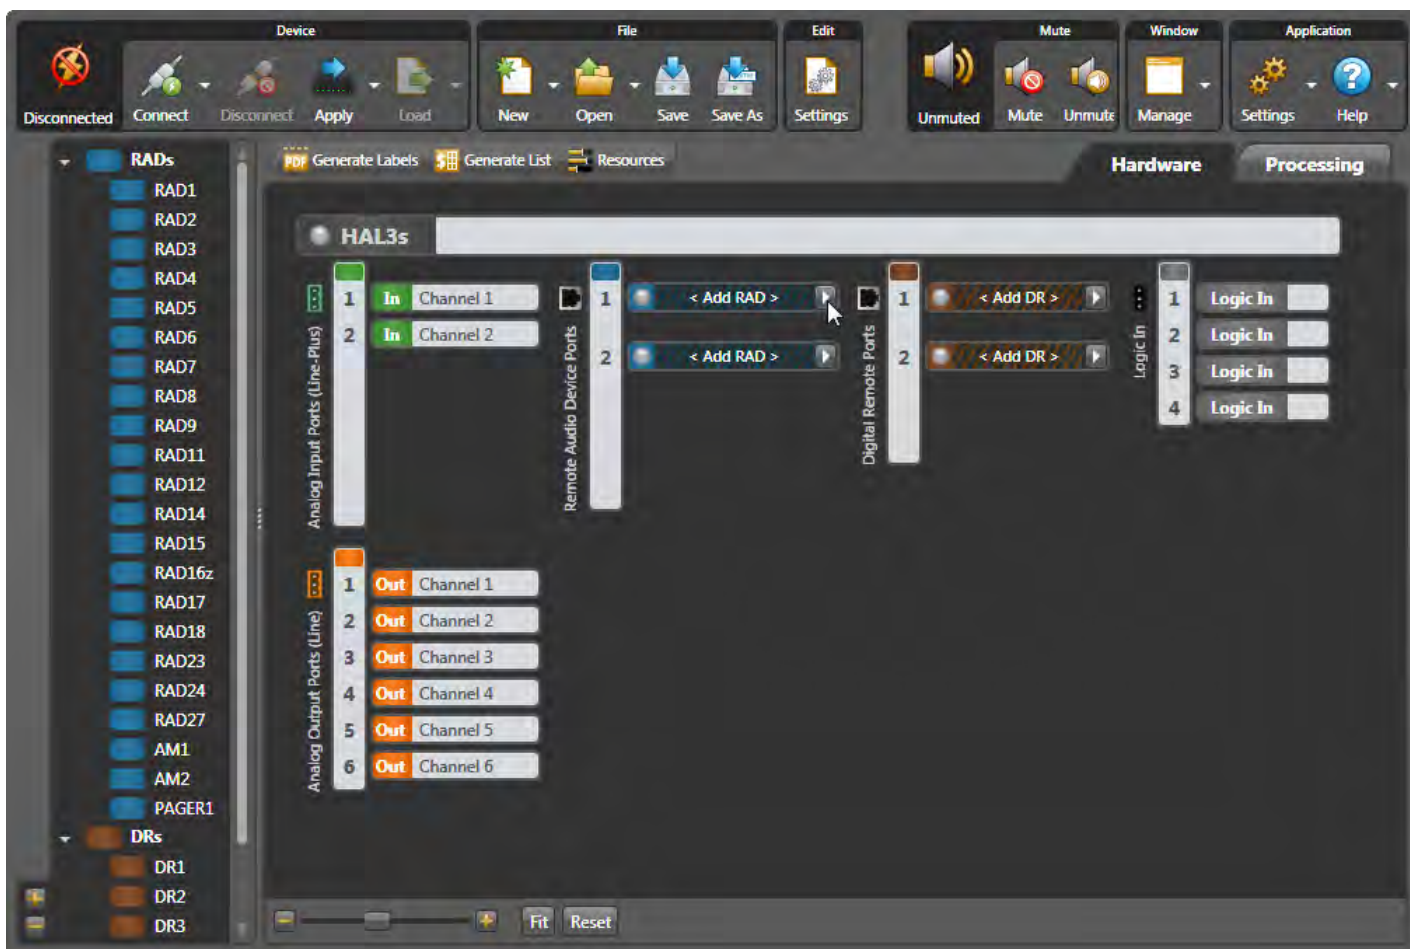 Device
File
Edit
Mute
Window
Application
Disconnected
Connect
Disconnect
Apply
Load
New
Open
Save
Save As
Settings
Unmuted
Mute
Unmute
Manage
Settings
Help
RADs
RAD1
RAD2
RAD3
RAD4
RAD5
RAD6
RAD7
RAD8
RAD9
RAD11
RAD12
RAD14
RAD15
RAD16z
RAD17
RAD18
RAD23
RAD24
RAD27
AM1
AM2
PAGER1
DRs
DR1
DR2
DR3
PDF Generate Labels
$ Generate List
Resources
Hardware
Processing
HAL3s
Analog Input Ports (Line-Plus)
1 In Channel 1
2 In Channel 2
Remote Audio Device Ports
1 < Add RAD >
2 < Add RAD >
Digital Remote Ports
1 < Add DR >
2 < Add DR >
Logic In
1 Logic In
2 Logic In
3 Logic In
4 Logic In
Analog Output Ports (Line)
1 Out Channel 1
2 Out Channel 2
3 Out Channel 3
4 Out Channel 4
5 Out Channel 5
6 Out Channel 6
Fit
Reset